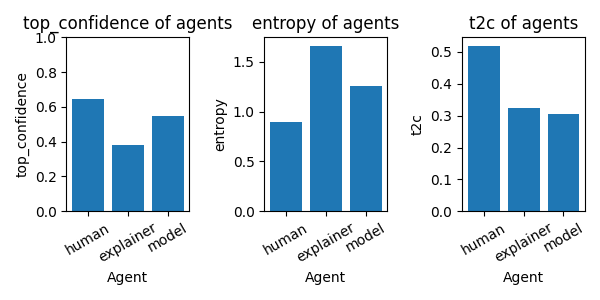 top_confidence of agents
entropy of agents
t2c of agents
top_confidence
1.0
0.8
0.6
0.4
0.2
0.0
human
explainer
model
Agent
entropy
1.5
1.0
0.5
0.0
human
explainer
model
Agent
t2c
0.5
0.4
0.3
0.2
0.1
0.0
human
explainer
model
Agent